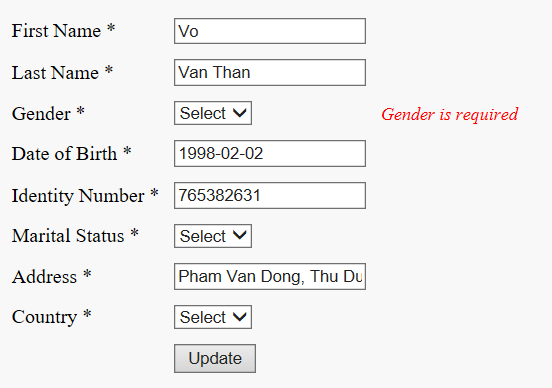 First Name * Vo
Last Name * Van Than
Gender * Select Gender is required
Date of Birth * 1998-02-02
Identity Number * 765382631
Marital Status * Select
Address * Pham Van Dong, Thu Du
Country * Select
Update